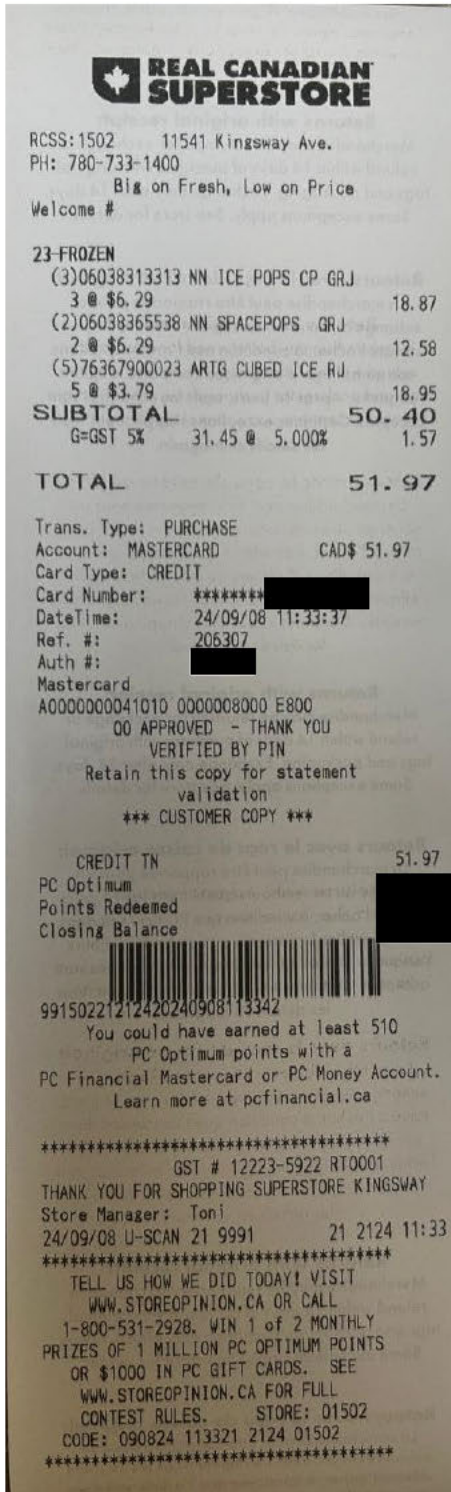 REAL CANADIAN
SUPERSTORE
RCSS:1502 11541 Kingsway Ave.
PH: 780-733-1400
Big on Fresh, Low on Price
Welcome #
23-FROZEN
(3)06038313313 NN ICE POPS CP GRJ
3 @ $6.29 18.87
(2)06038365538 NN SPACEPOPS GRJ
2 @ $6.29 12.58
(5)76367900023 ARTG CUBED ICE RJ
5 @ $3.79 18.95
SUBTOTAL 50.40
G=GST 5% 31.45 @ 5.000% 1.57
TOTAL 51.97
Trans. Type: PURCHASE
Account: MASTERCARD CAD$ 51.97
Card Type: CREDIT
Card Number: ********
DateTime: 24/09/08 11:33:37
Ref. #: 206307
Auth #:
Mastercard
A0000000041010 0000008000 E800
00 APPROVED - THANK YOU
VERIFIED BY PIN
Retain this copy for statement
validation
*** CUSTOMER COPY ***
CREDIT TN 51.97
PC Optimum
Points Redeemed
Closing Balance
99150221212420240908113342
You could have earned at least 510
PC Optimum points with a
PC Financial Mastercard or PC Money Account.
Learn more at pcfinancial.ca
************************************
GST # 12223-5922 RT0001
THANK YOU FOR SHOPPING SUPERSTORE KINGSWAY
Store Manager: Toni
24/09/08 U-SCAN 21 9991 21 2124 11:33
************************************
TELL US HOW WE DID TODAY! VISIT
WWW.STOREOPINION.CA OR CALL
1-800-531-2928. WIN 1 of 2 MONTHLY
PRIZES OF 1 MILLION PC OPTIMUM POINTS
OR $1000 IN PC GIFT CARDS. SEE
WWW.STOREOPINION.CA FOR FULL
CONTEST RULES. STORE: 01502
CODE: 090824 113321 2124 01502
************************************